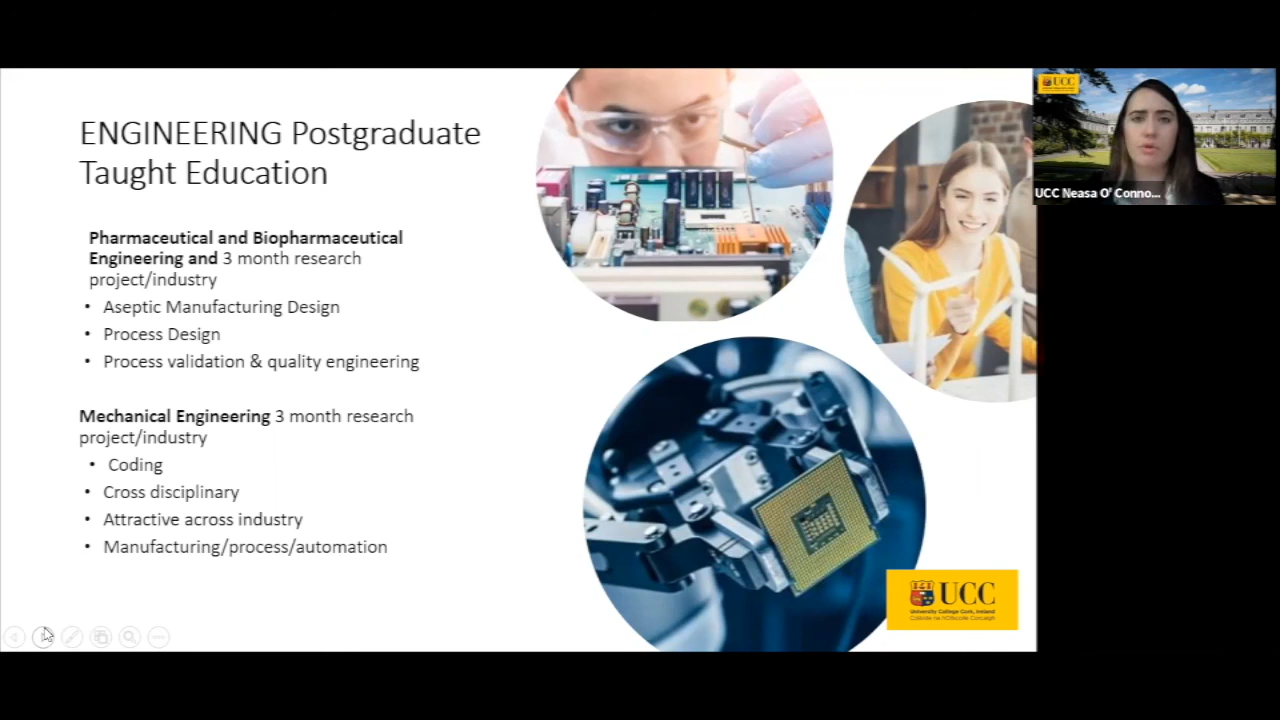 ENGINEERING Postgraduate
Taught Education
Pharmaceutical and Biopharmaceutical
Engineering and 3 month research
project/industry
• Aseptic Manufacturing Design
• Process Design
• Process validation & quality engineering
Mechanical Engineering 3 month research
project/industry
• Coding
• Cross disciplinary
• Attractive across industry
• Manufacturing/process/automation
UCC
UCC Neasa O' Conno...
UCC
University College Cork, Ireland
Coláiste na hOllscoile Corcaigh